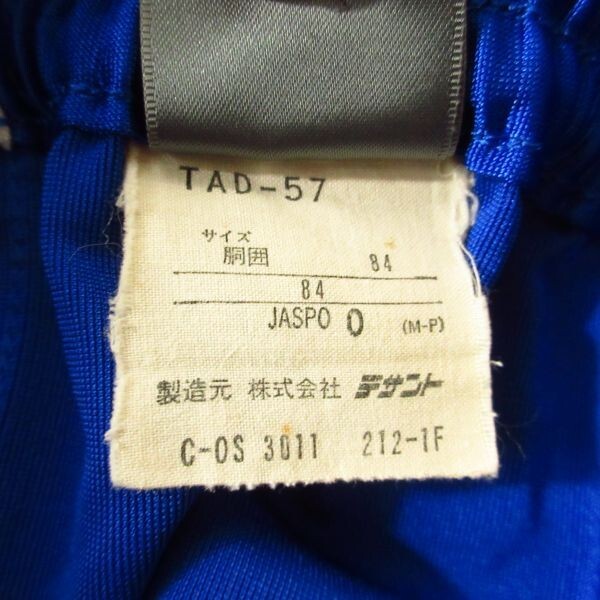 TAD-57
サイズ
胴囲 84
84
JASPO O (M-P)
製造元 株式会社 デサント
C-OS 3011 212-1F